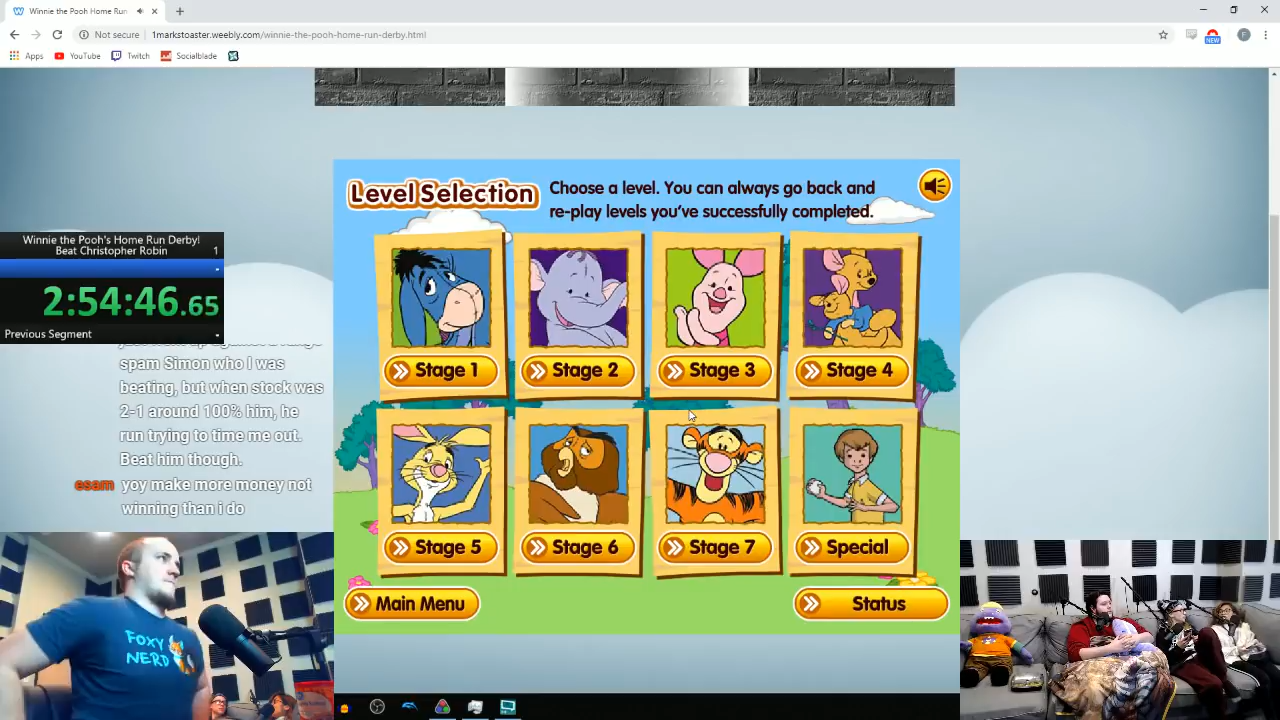 Winnie the Pooh Home Run
Not secure | 1markstoaster.weebly.com/winnie-the-pooh-home-run-derby.html
NEW
F
Apps YouTube Twitch Socialblade
Level Selection
Choose a level. You can always go back and
re-play levels you've successfully completed.
Winnie the Pooh's Home Run Derby!
Beat Christopher Robin 1
-
2:54:46.65
Previous Segment -
spam Simon who I was
beating, but when stock was
2-1 around 100% him, he
run trying to time me out.
Beat him though.
esam yoy make more money not
winning than i do
Stage 1
Stage 2
Stage 3
Stage 4
Stage 5
Stage 6
Stage 7
Special
Main Menu
Status
FOXY
NERD